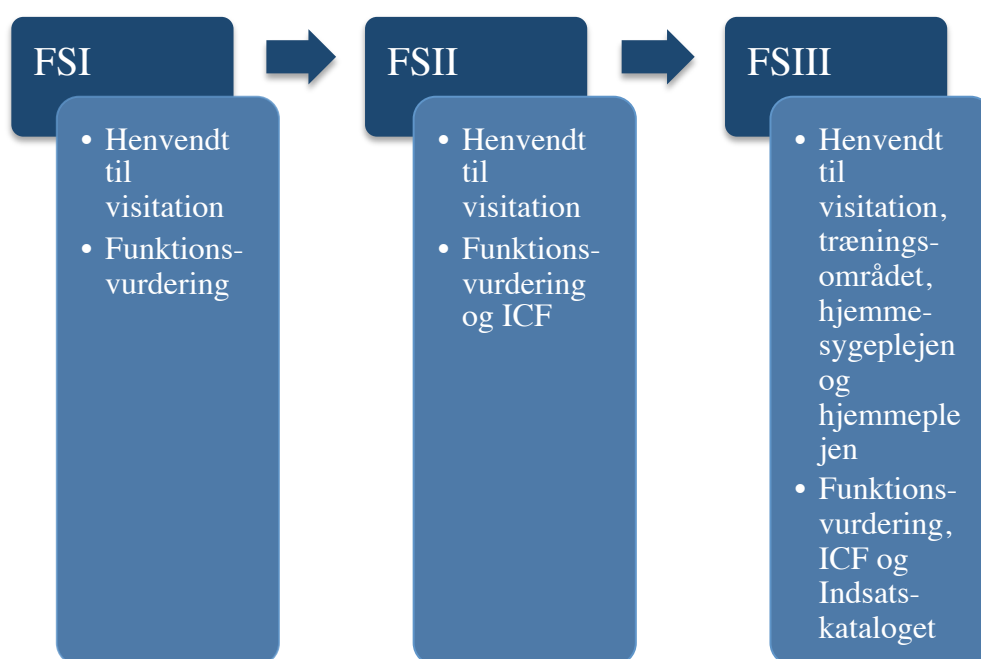 FSI
• Henvendt
til
visitation
• Funktions-
vurdering
FSII
• Henvendt
til
visitation
• Funktions-
vurdering
og ICF
FSIII
• Henvendt
til
visitation,
trænings-
området,
hjemme-
sygeplejen
og
hjemmeple
jen
• Funktions-
vurdering,
ICF og
Indsats-
kataloget